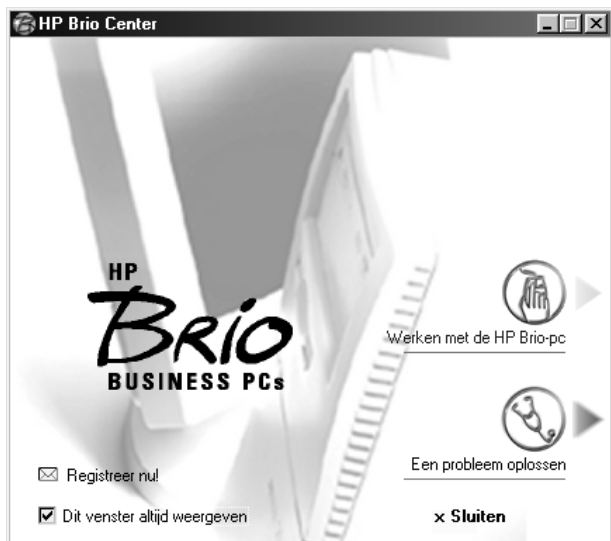 HP Brio Center
HP
BRIO
BUSINESS PCs
Werken met de HP Brio-pc
Een probleem oplossen
Registreer nu!
Dit venster altijd weergeven
x Sluiten